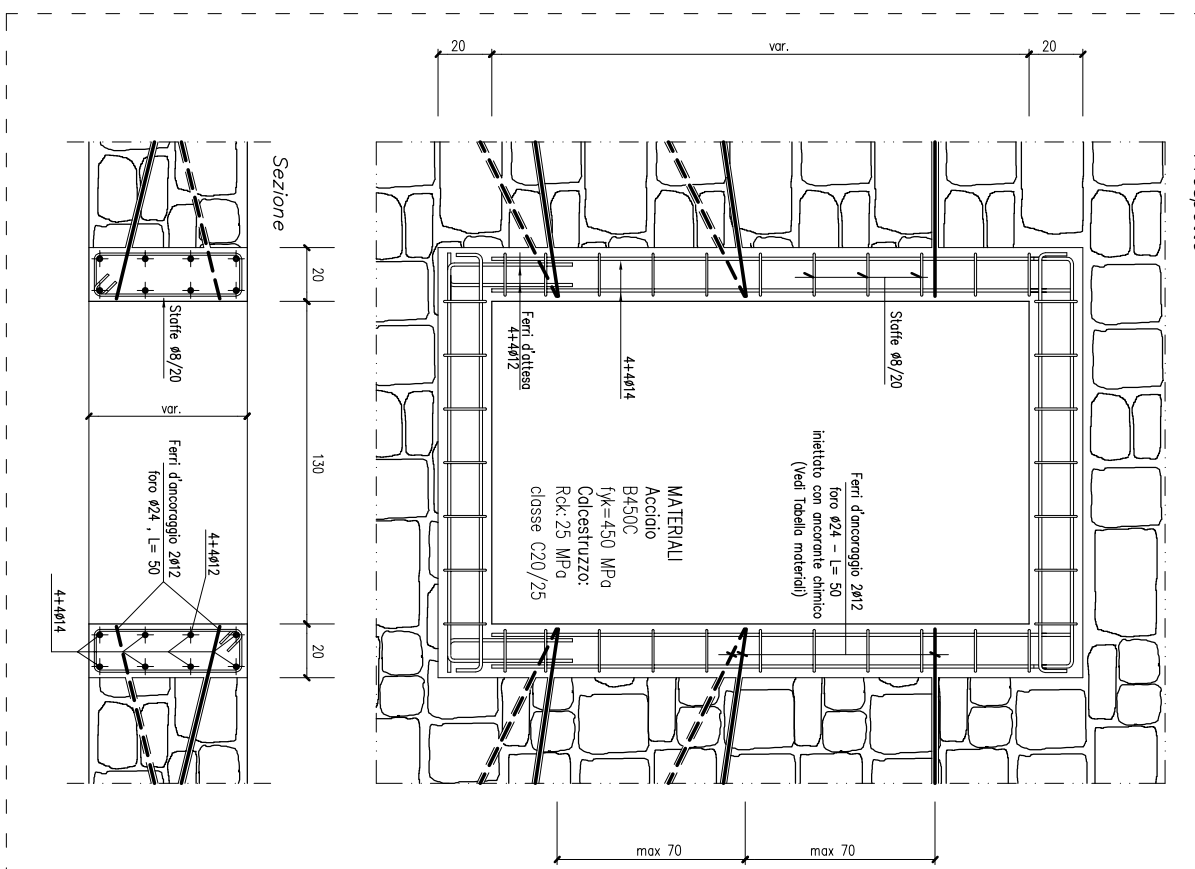 20
var.
20
Sezione
20
130
20
var.
Staffe ø8/20
Ferri d'ancoraggio 2ø12
foro ø24 , L= 50
4+4ø12
4+4ø14
Ferri d'attesa
4+4ø12
4+4ø14
Staffe ø8/20
Ferri d'ancoraggio 2ø12
foro ø24 - L= 50
iniettato con ancorante chimico
(Vedi Tabella materiali)
MATERIALI
Acciaio
B450C
fyk=450 MPa
Calcestruzzo:
Rck: 25 MPa
classe C20/25
max 70
max 70